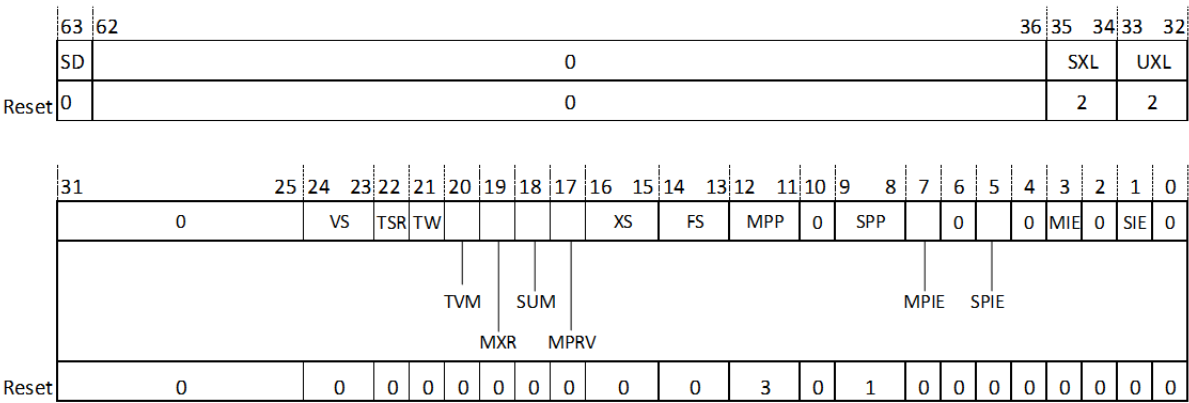 63 62 36 35 34 33 32
SD 0 SXL UXL
Reset 0 0 2 2
31 25 24 23 22 21 20 19 18 17 16 15 14 13 12 11 10 9 8 7 6 5 4 3 2 1 0
0 VS TSR TW XS FS MPP 0 SPP 0 0 MIE 0 SIE 0
TVM SUM MPIE SPIE
MXR MPRV
Reset 0 0 0 0 0 0 0 0 0 0 3 0 1 0 0 0 0 0 0 0 0